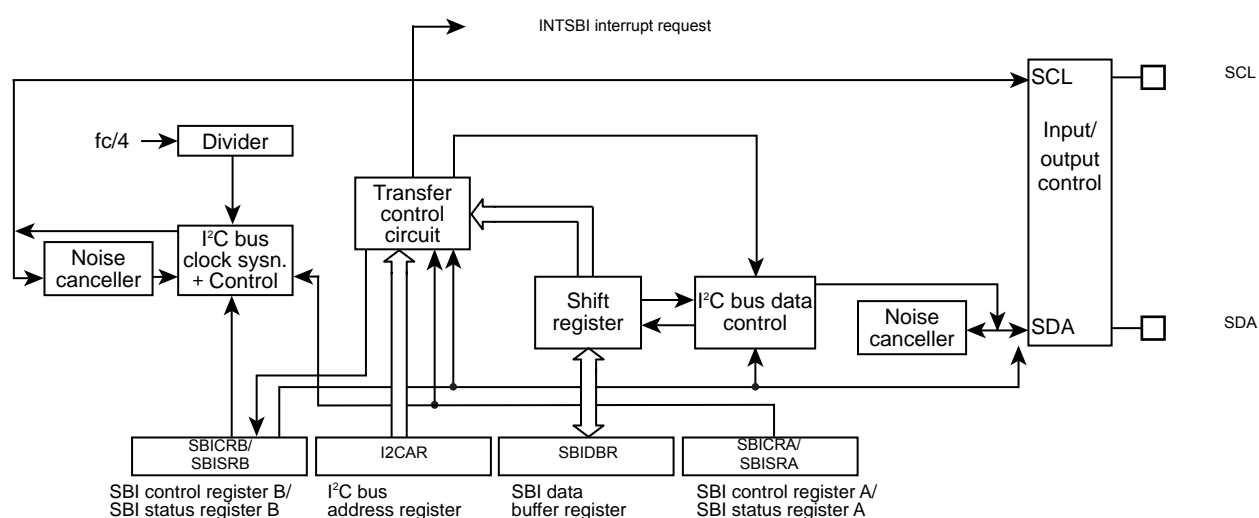 INTSBI interrupt request
SCL
SCL
fc/4
Divider
Input/
output
control
Transfer
control
circuit
I²C bus
clock sysn.
+ Control
Noise
canceller
Shift
register
I²C bus data
control
Noise
canceller
SDA
SDA
SBICRB/
SBISRB
I2CAR
SBIDBR
SBICRA/
SBISRA
SBI control register B/
SBI status register B
I²C bus
address register
SBI data
buffer register
SBI control register A/
SBI status register A